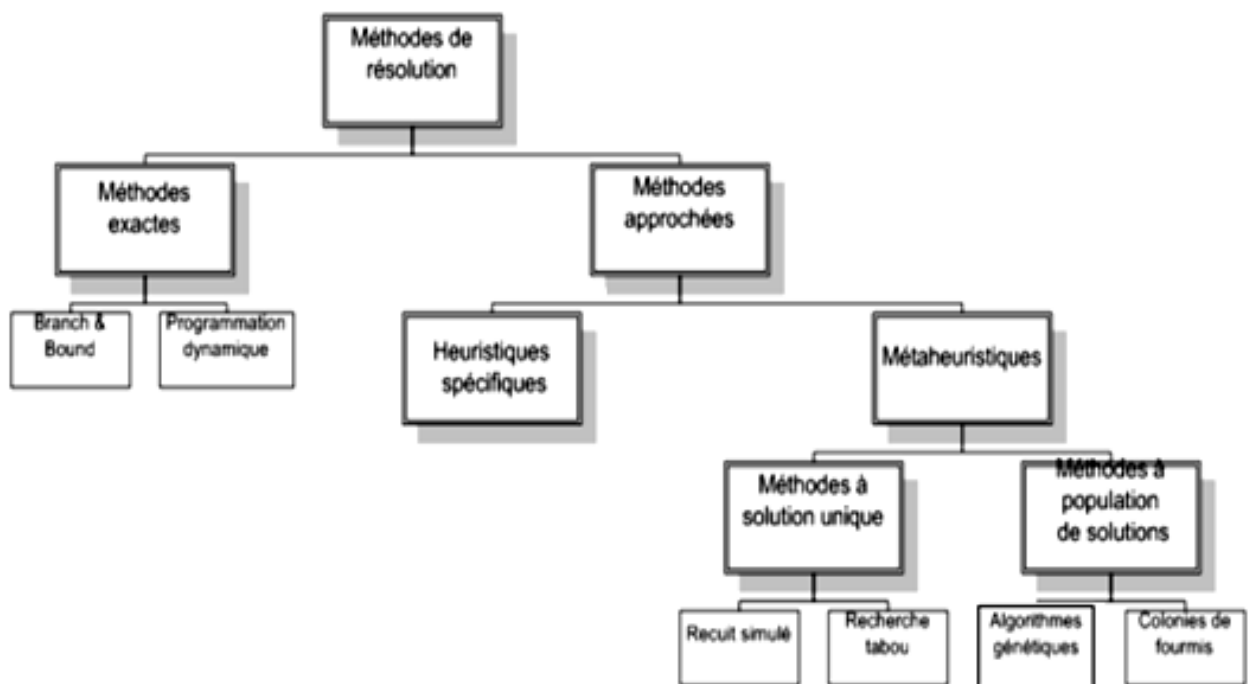 Méthodes de
résolution
Méthodes
exactes
Méthodes
approchées
Branch &
Bound
Programmation
dynamique
Heuristiques
spécifiques
Métaheuristiques
Méthodes à
solution unique
Méthodes à
population
de solutions
Recuit simulé
Recherche
tabou
Algorithmes
génétiques
Colonies de
fourmis